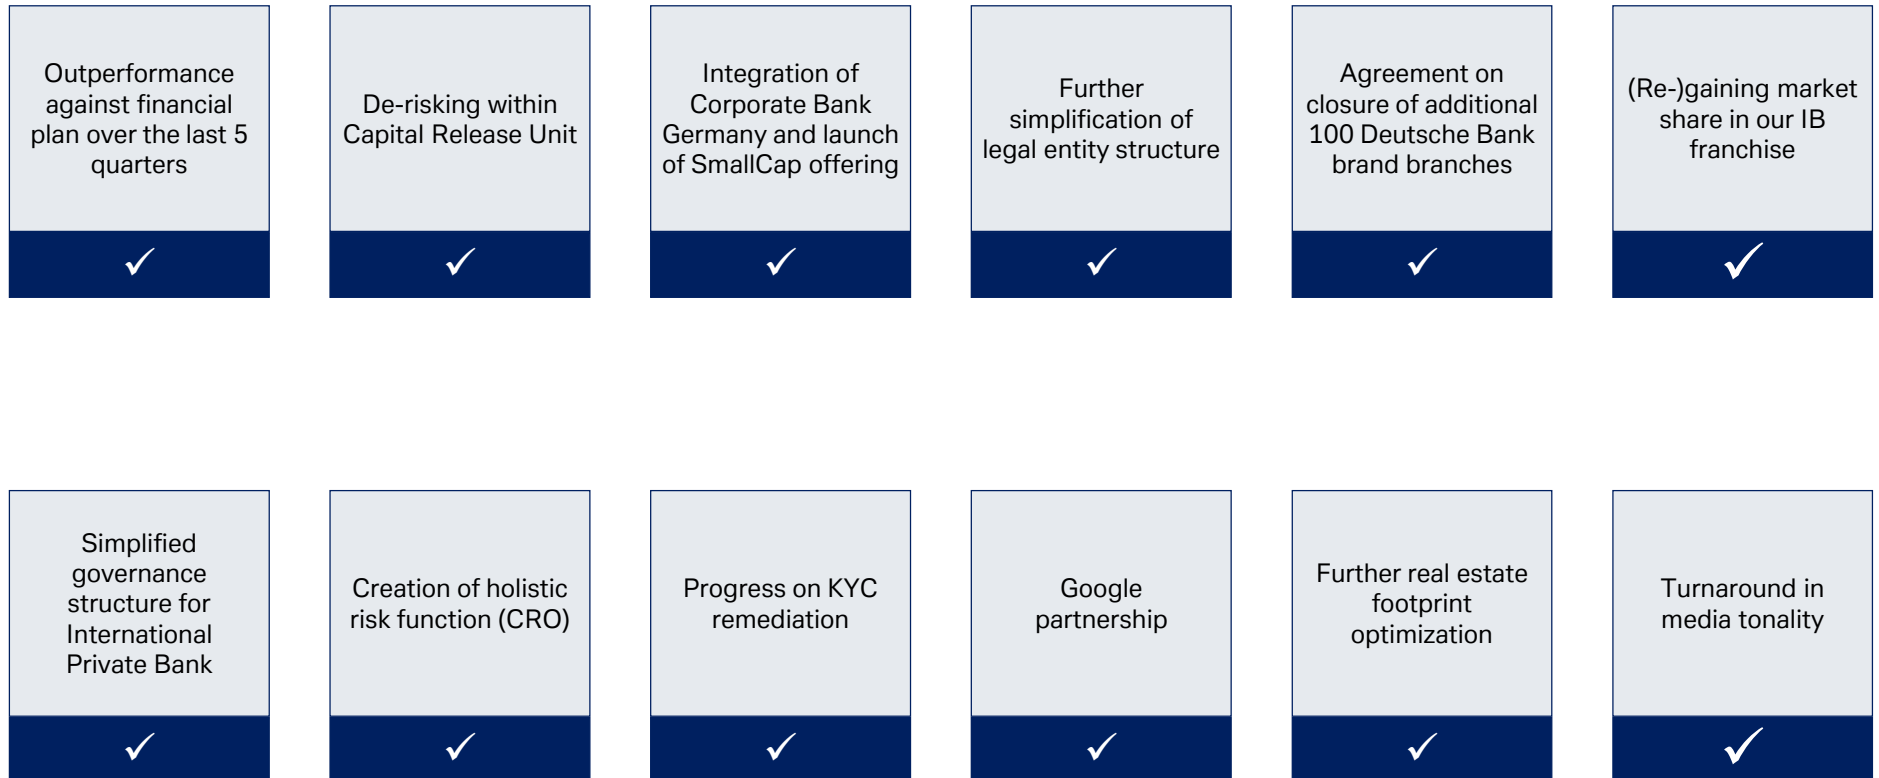 Outperformance
against financial
plan over the last 5
quarters
✓
De-risking within
Capital Release Unit
✓
Integration of
Corporate Bank
Germany and launch
of SmallCap offering
✓
Further
simplification of
legal entity structure
✓
Agreement on
closure of additional
100 Deutsche Bank
brand branches
✓
(Re-)gaining market
share in our IB
franchise
✓
Simplified
governance
structure for
International
Private Bank
✓
Creation of holistic
risk function (CRO)
✓
Progress on KYC
remediation
✓
Google
partnership
✓
Further real estate
footprint
optimization
✓
Turnaround in
media tonality
✓